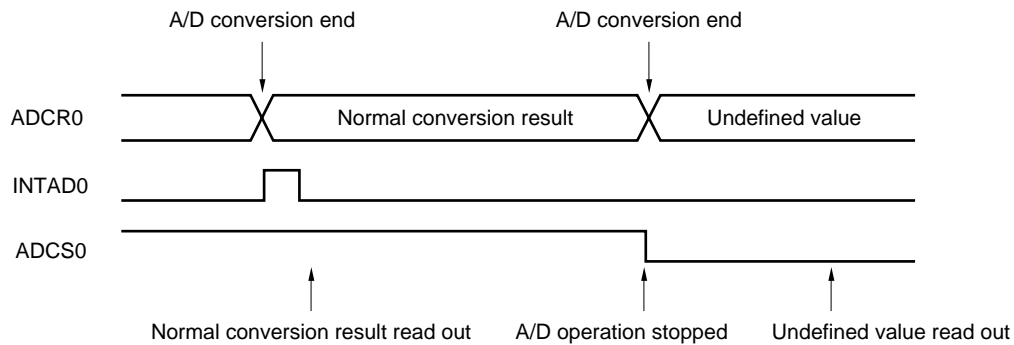 A/D conversion end
A/D conversion end
ADCR0
Normal conversion result
Undefined value
INTAD0
ADCS0
Normal conversion result read out
A/D operation stopped
Undefined value read out